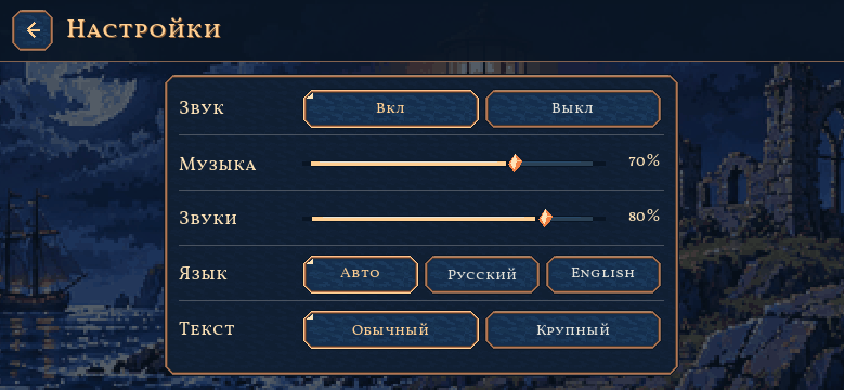 Настройки
Звук Вкл Выкл
Музыка 70%
Звуки 80%
Язык Авто Русский English
Текст Обычный Крупный